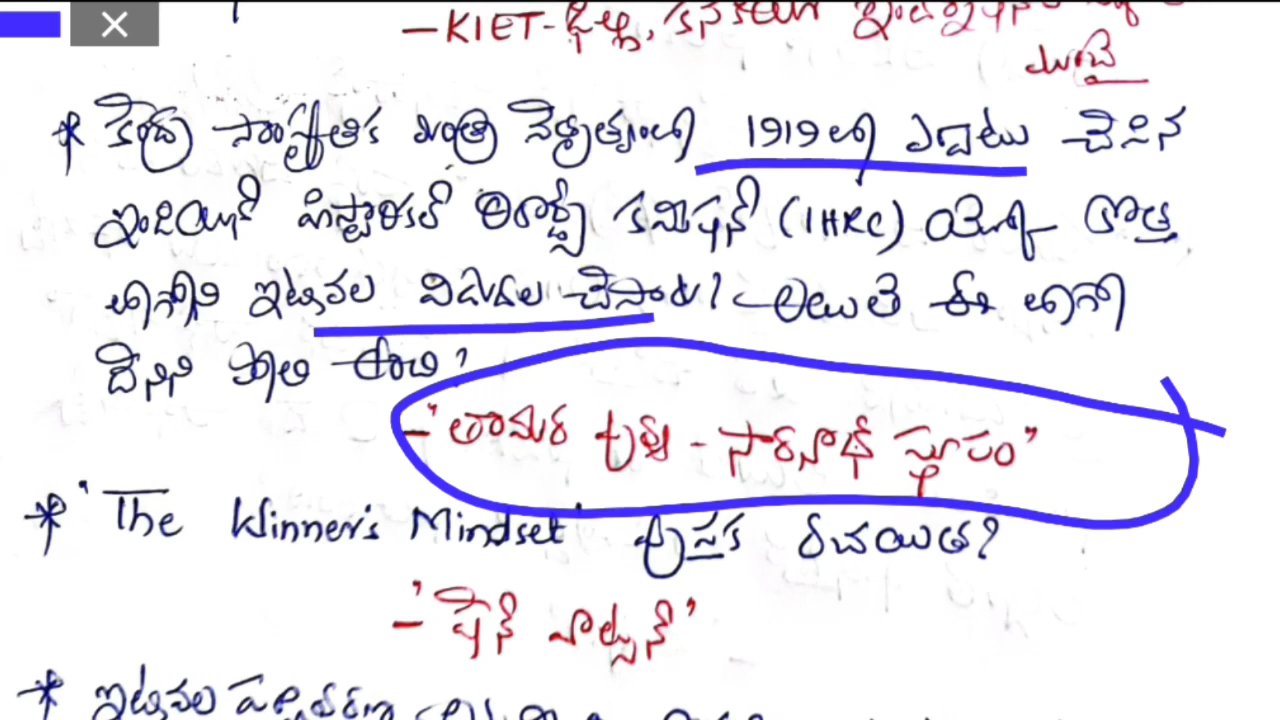 -KIET-ఢిల్లీ,
ముంబై
* కేంద్ర సాంస్కృతిక మంత్రి నేతృత్వంలో 1919లో ఏర్పాటు చేసిన
ఇండియన్ హిస్టారికల్ రికార్డ్స్ కమిషన్ (IHRC) యొక్క కొత్త
లోగోని ఇటీవల విడుదల చేసారు? అయితే ఈ లోగో
దేనిని పోలి ఉంది?
-"తామర పువ్వు - సారనాథ్ స్థూపం"
* 'The Winner's Mindset' పుస్తక రచయిత?
-'షేన్ వాట్సన్'
* ఇటీవల